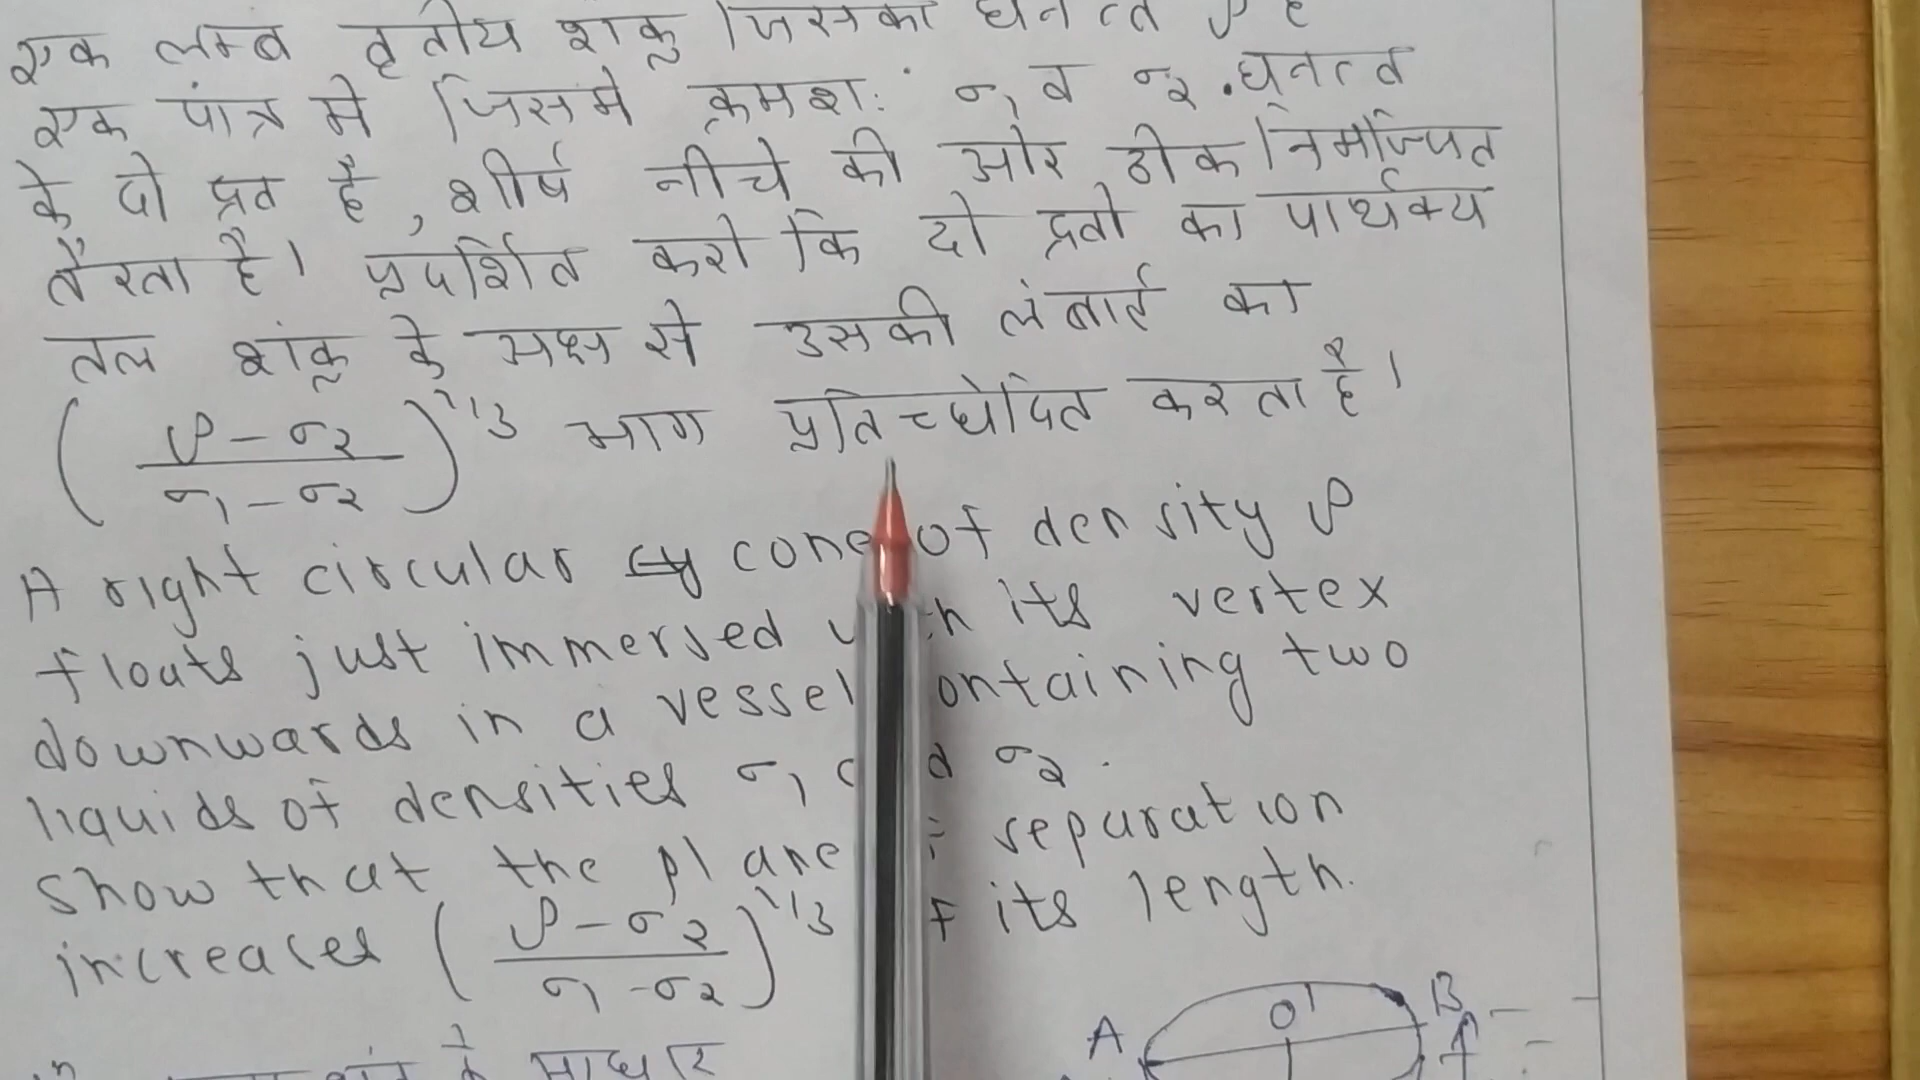 एक लम्ब वृतीय शंकु जिसका घनत्व ρ है
एक पात्र मे जिसमे क्रमशः σ₁ व σ₂ घनत्व
के दो द्रव है, शीर्ष नीचे की ओर ठीक निमज्जित
तैरता है। प्रदर्शित करो कि दो द्रवो का पार्थक्य
तल शंकु के अक्ष से उसकी लंबाई का
(ρ-σ₂/σ₁-σ₂)^1/3 भाग प्रतिच्छेदित करता है।
A right circular cone of density ρ
floats just immersed its vertex
downwards in a vessel containing two
liquids of densities σ₁ σ₂.
show that the plane separation
increaces (ρ-σ₂/σ₁-σ₂)^1/3 its length.
A O' B